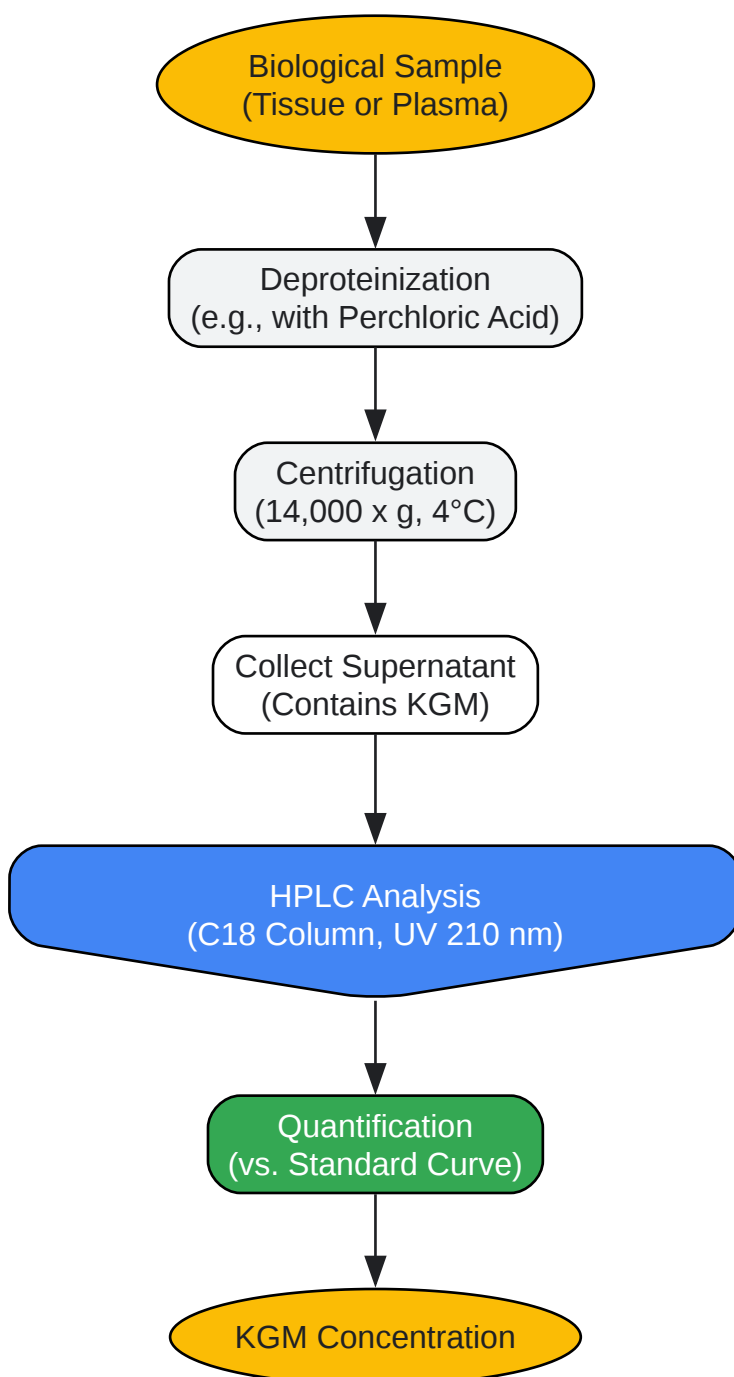 Biological Sample
(Tissue or Plasma)
Deproteinization
(e.g., with Perchloric Acid)
Centrifugation
(14,000 x g, 4°C)
Collect Supernatant
(Contains KGM)
HPLC Analysis
(C18 Column, UV 210 nm)
Quantification
(vs. Standard Curve)
KGM Concentration